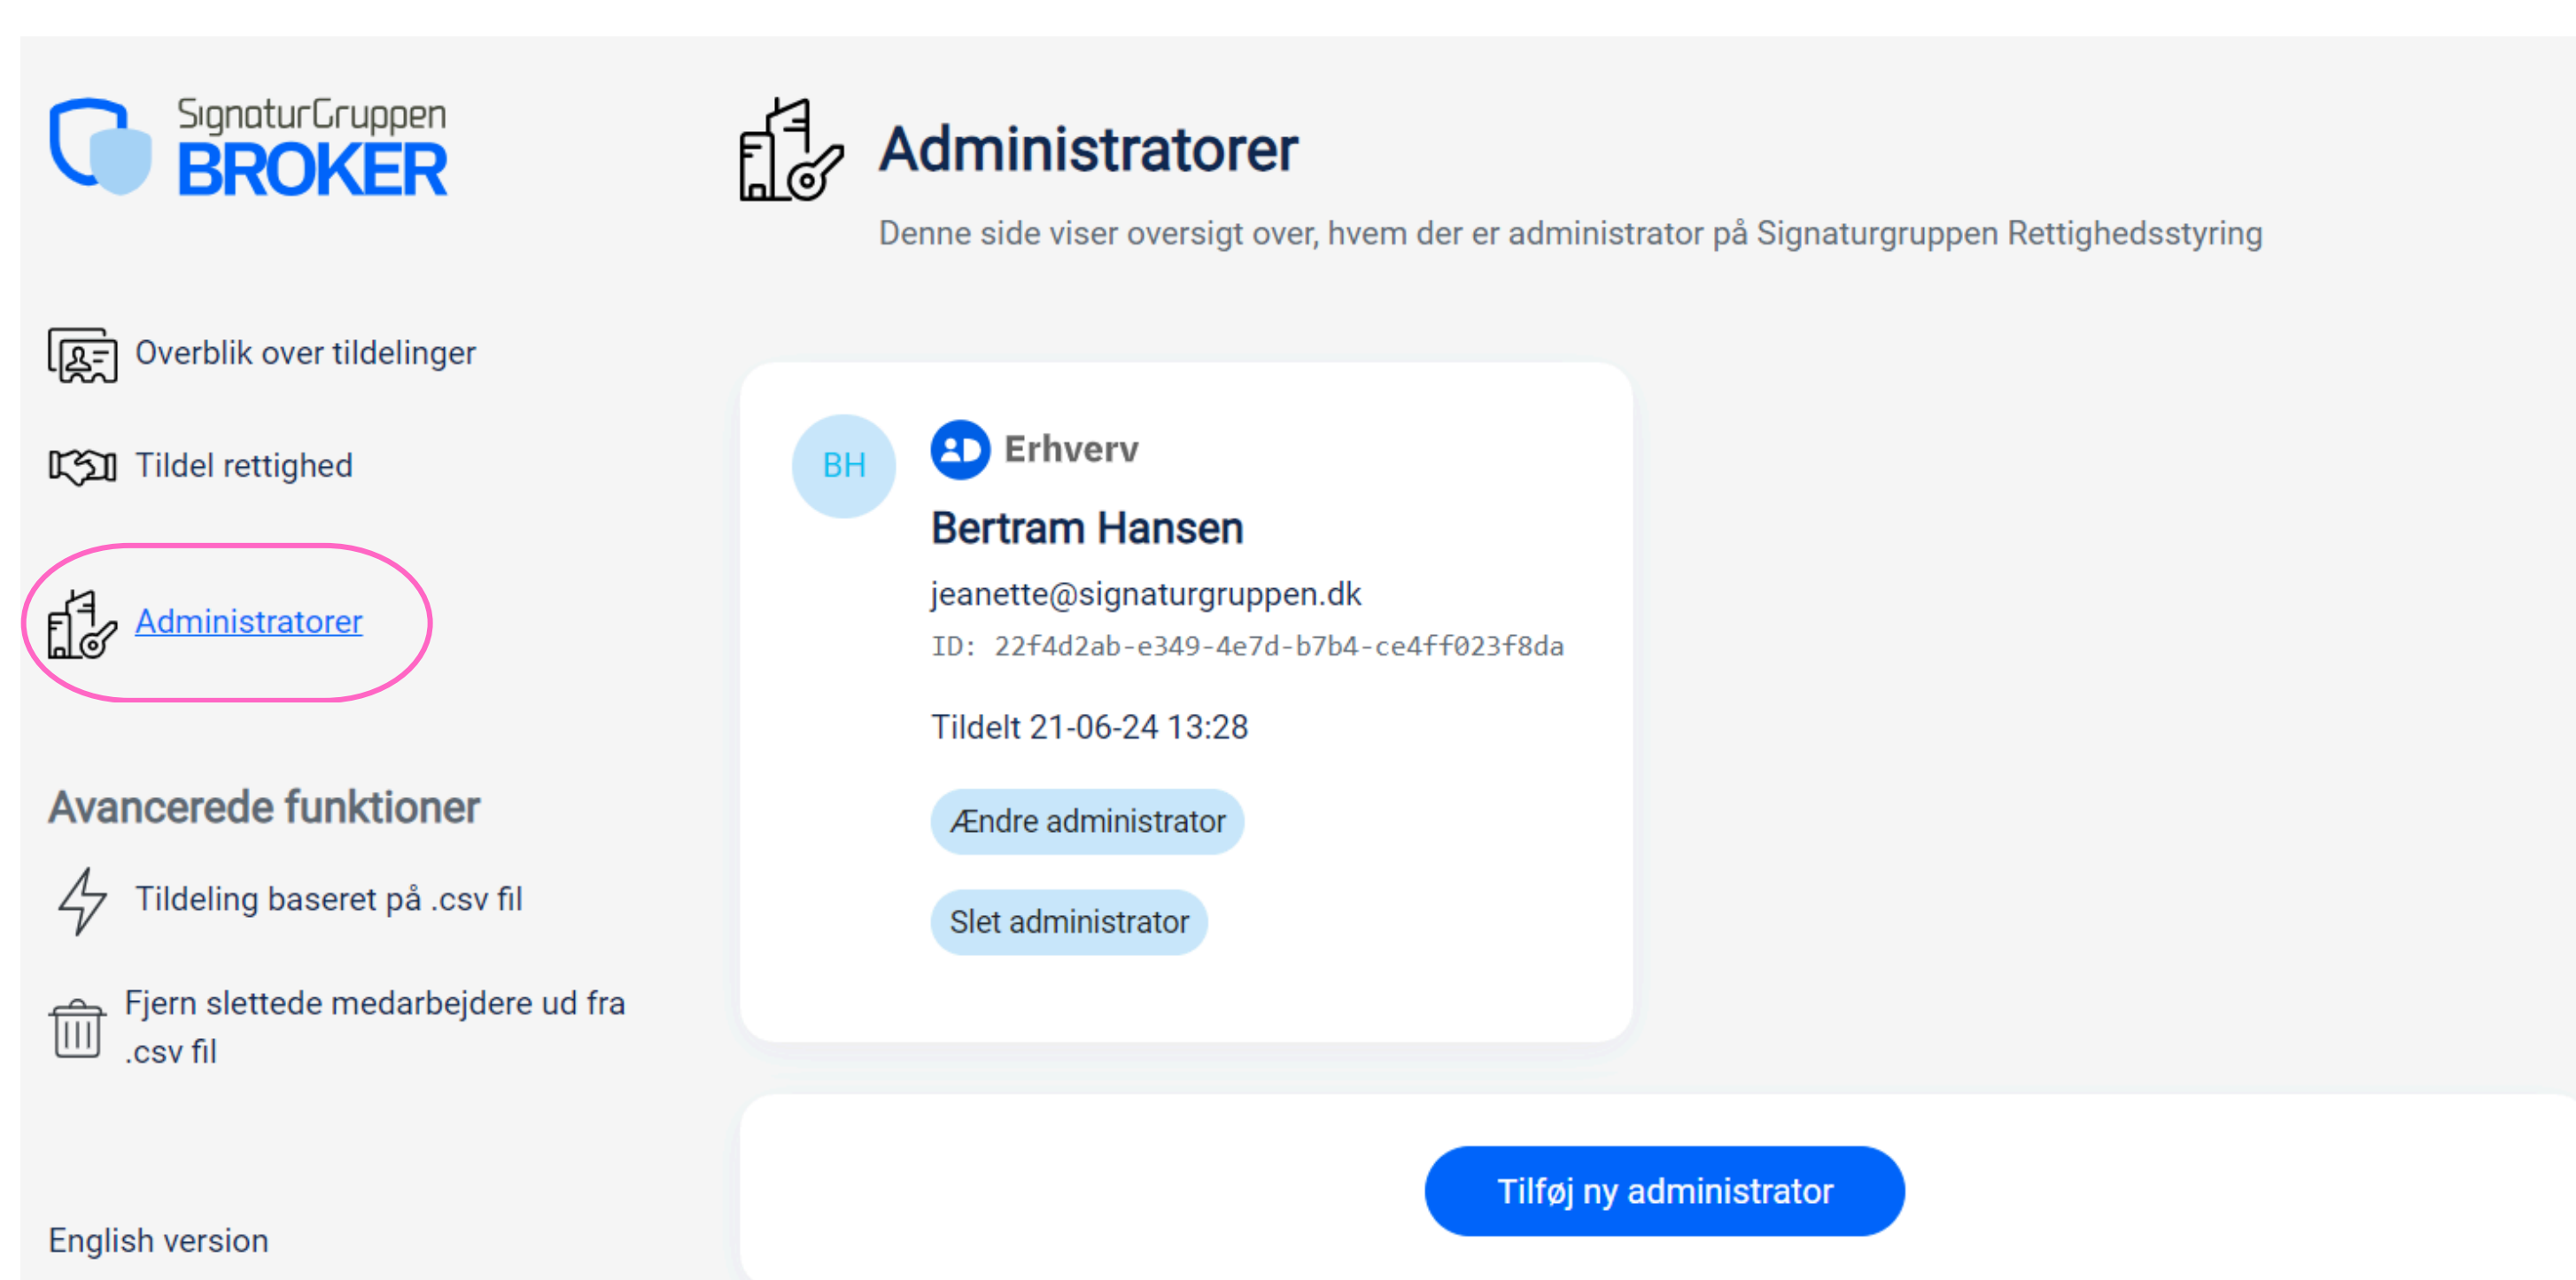 SignaturGruppen
BROKER
Overblik over tildelinger
Tildel rettighed
Administratorer
Avancerede funktioner
Tildeling baseret på .csv fil
Fjern slettede medarbejdere ud fra
.csv fil
English version
Administratorer
Denne side viser oversigt over, hvem der er administrator på Signaturgruppen Rettighedsstyring
BH
Erhverv
Bertram Hansen
jeanette@signaturgruppen.dk
ID: 22f4d2ab-e349-4e7d-b7b4-ce4ff023f8da
Tildelt 21-06-24 13:28
Ændre administrator
Slet administrator
Tilføj ny administrator